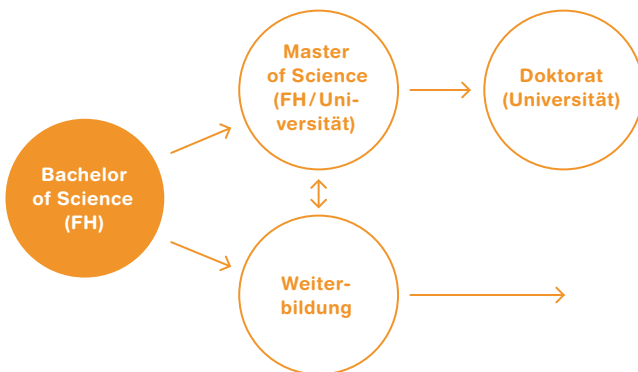 Master
of Science
(FH/Uni-
versität)
Doktorat
(Universität)
Bachelor
of Science
(FH)
Weiter-
bildung